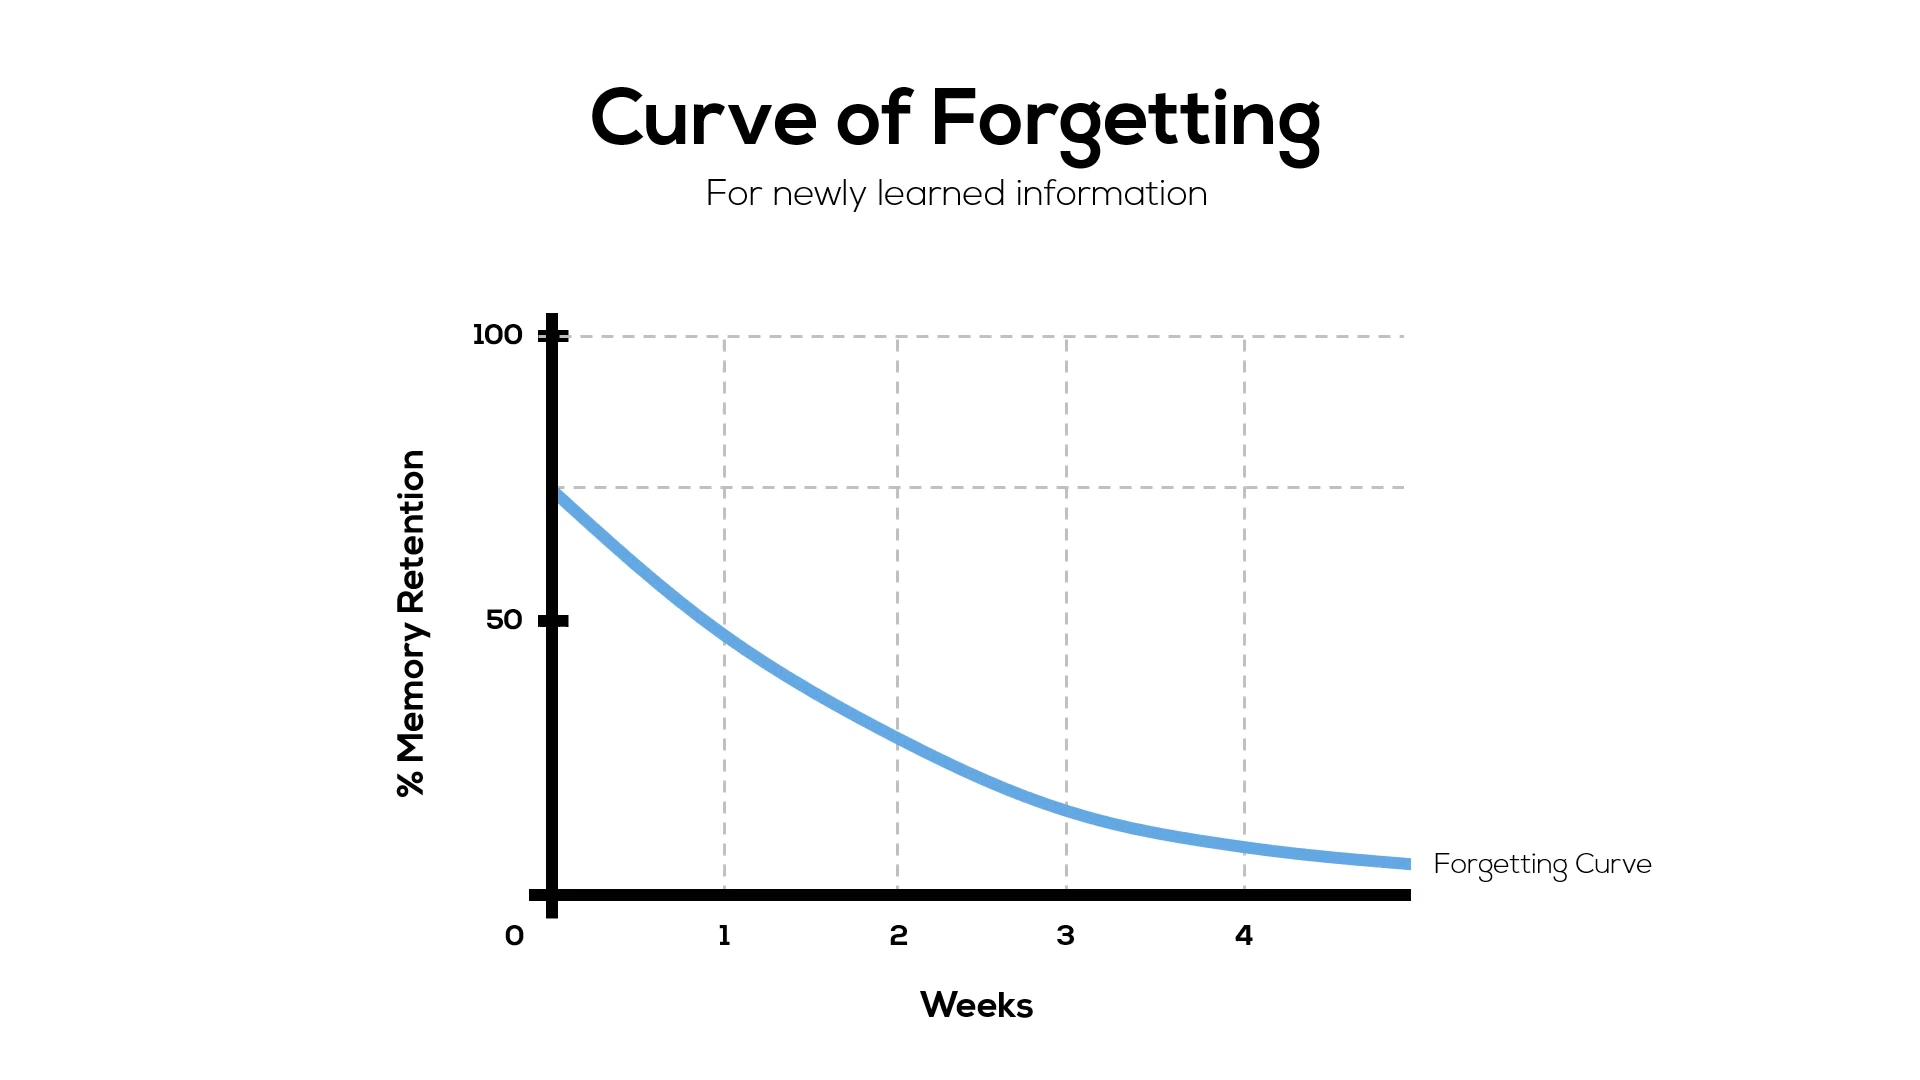 Curve of Forgetting
For newly learned information
100
50
% Memory Retention
0
1
2
3
4
Weeks
Forgetting Curve